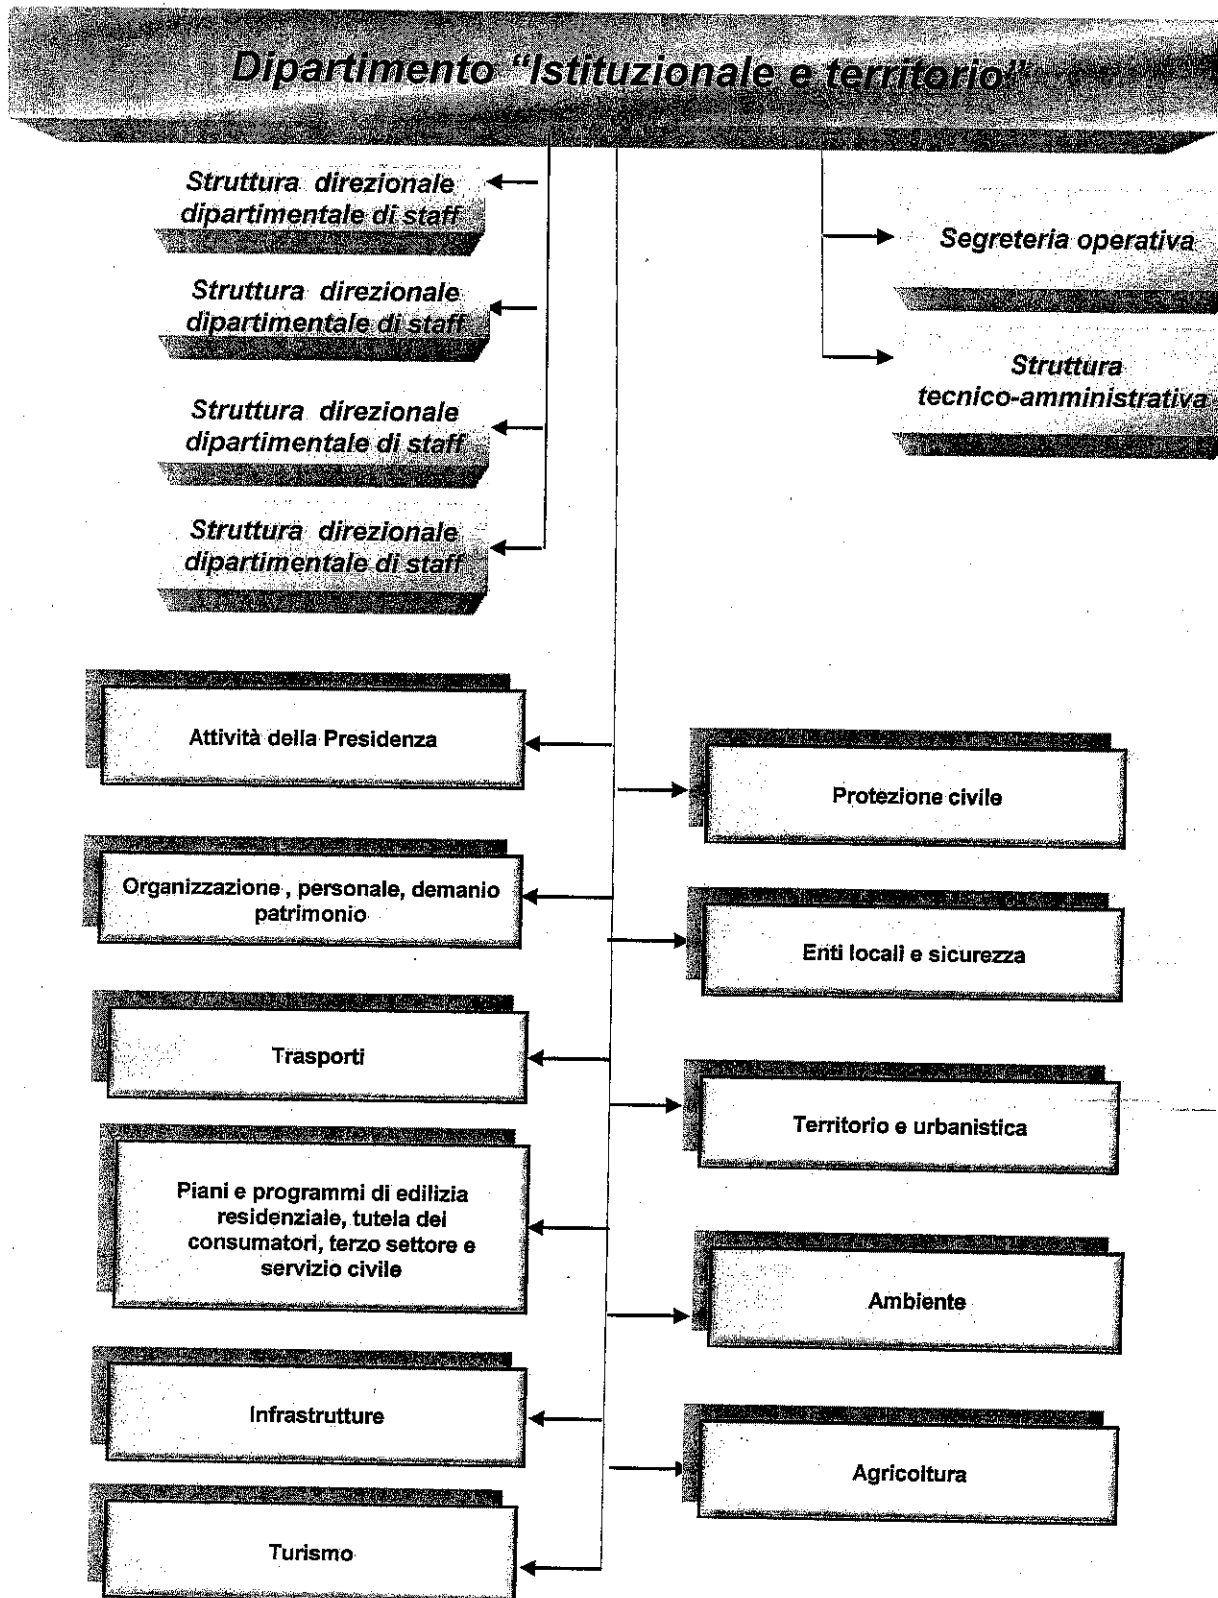 Dipartimento "Istituzionale e territorio"
Struttura direzionale
dipartimentale di staff
Struttura direzionale
dipartimentale di staff
Struttura direzionale
dipartimentale di staff
Struttura direzionale
dipartimentale di staff
Segreteria operativa
Struttura
tecnico-amministrativa
Attività della Presidenza
Organizzazione , personale, demanio
patrimonio
Trasporti
Piani e programmi di edilizia
residenziale, tutela dei
consumatori, terzo settore e
servizio civile
Infrastrutture
Turismo
Protezione civile
Enti locali e sicurezza
Territorio e urbanistica
Ambiente
Agricoltura